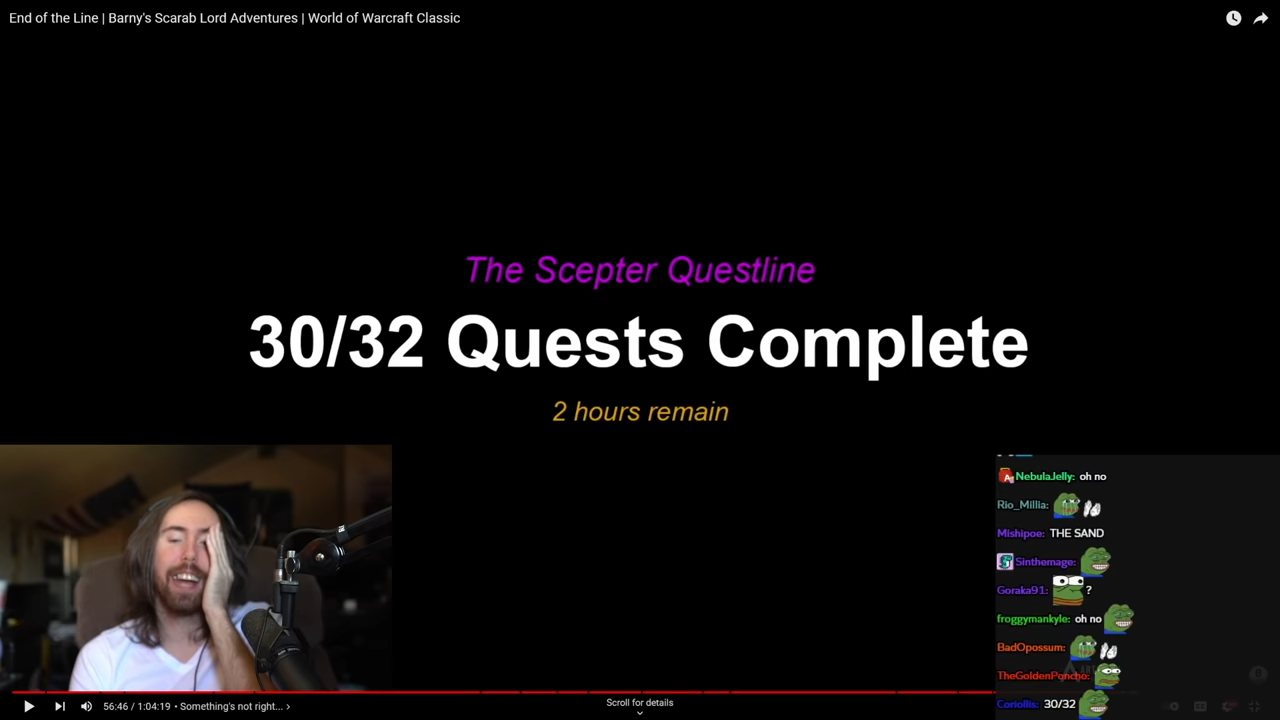 End of the Line | Barny's Scarab Lord Adventures | World of Warcraft Classic
The Scepter Questline
30/32 Quests Complete
2 hours remain
NebulaJelly: oh no
Rio_Millia:
Mishipoe: THE SAND
Sinthemage:
Goraka91: ?
froggymankyle: oh no
BadOpossum:
TheGoldenPoncho:
Coriollis: 30/32
56:46 / 1:04:19 • Something's not right... ›
Scroll for details